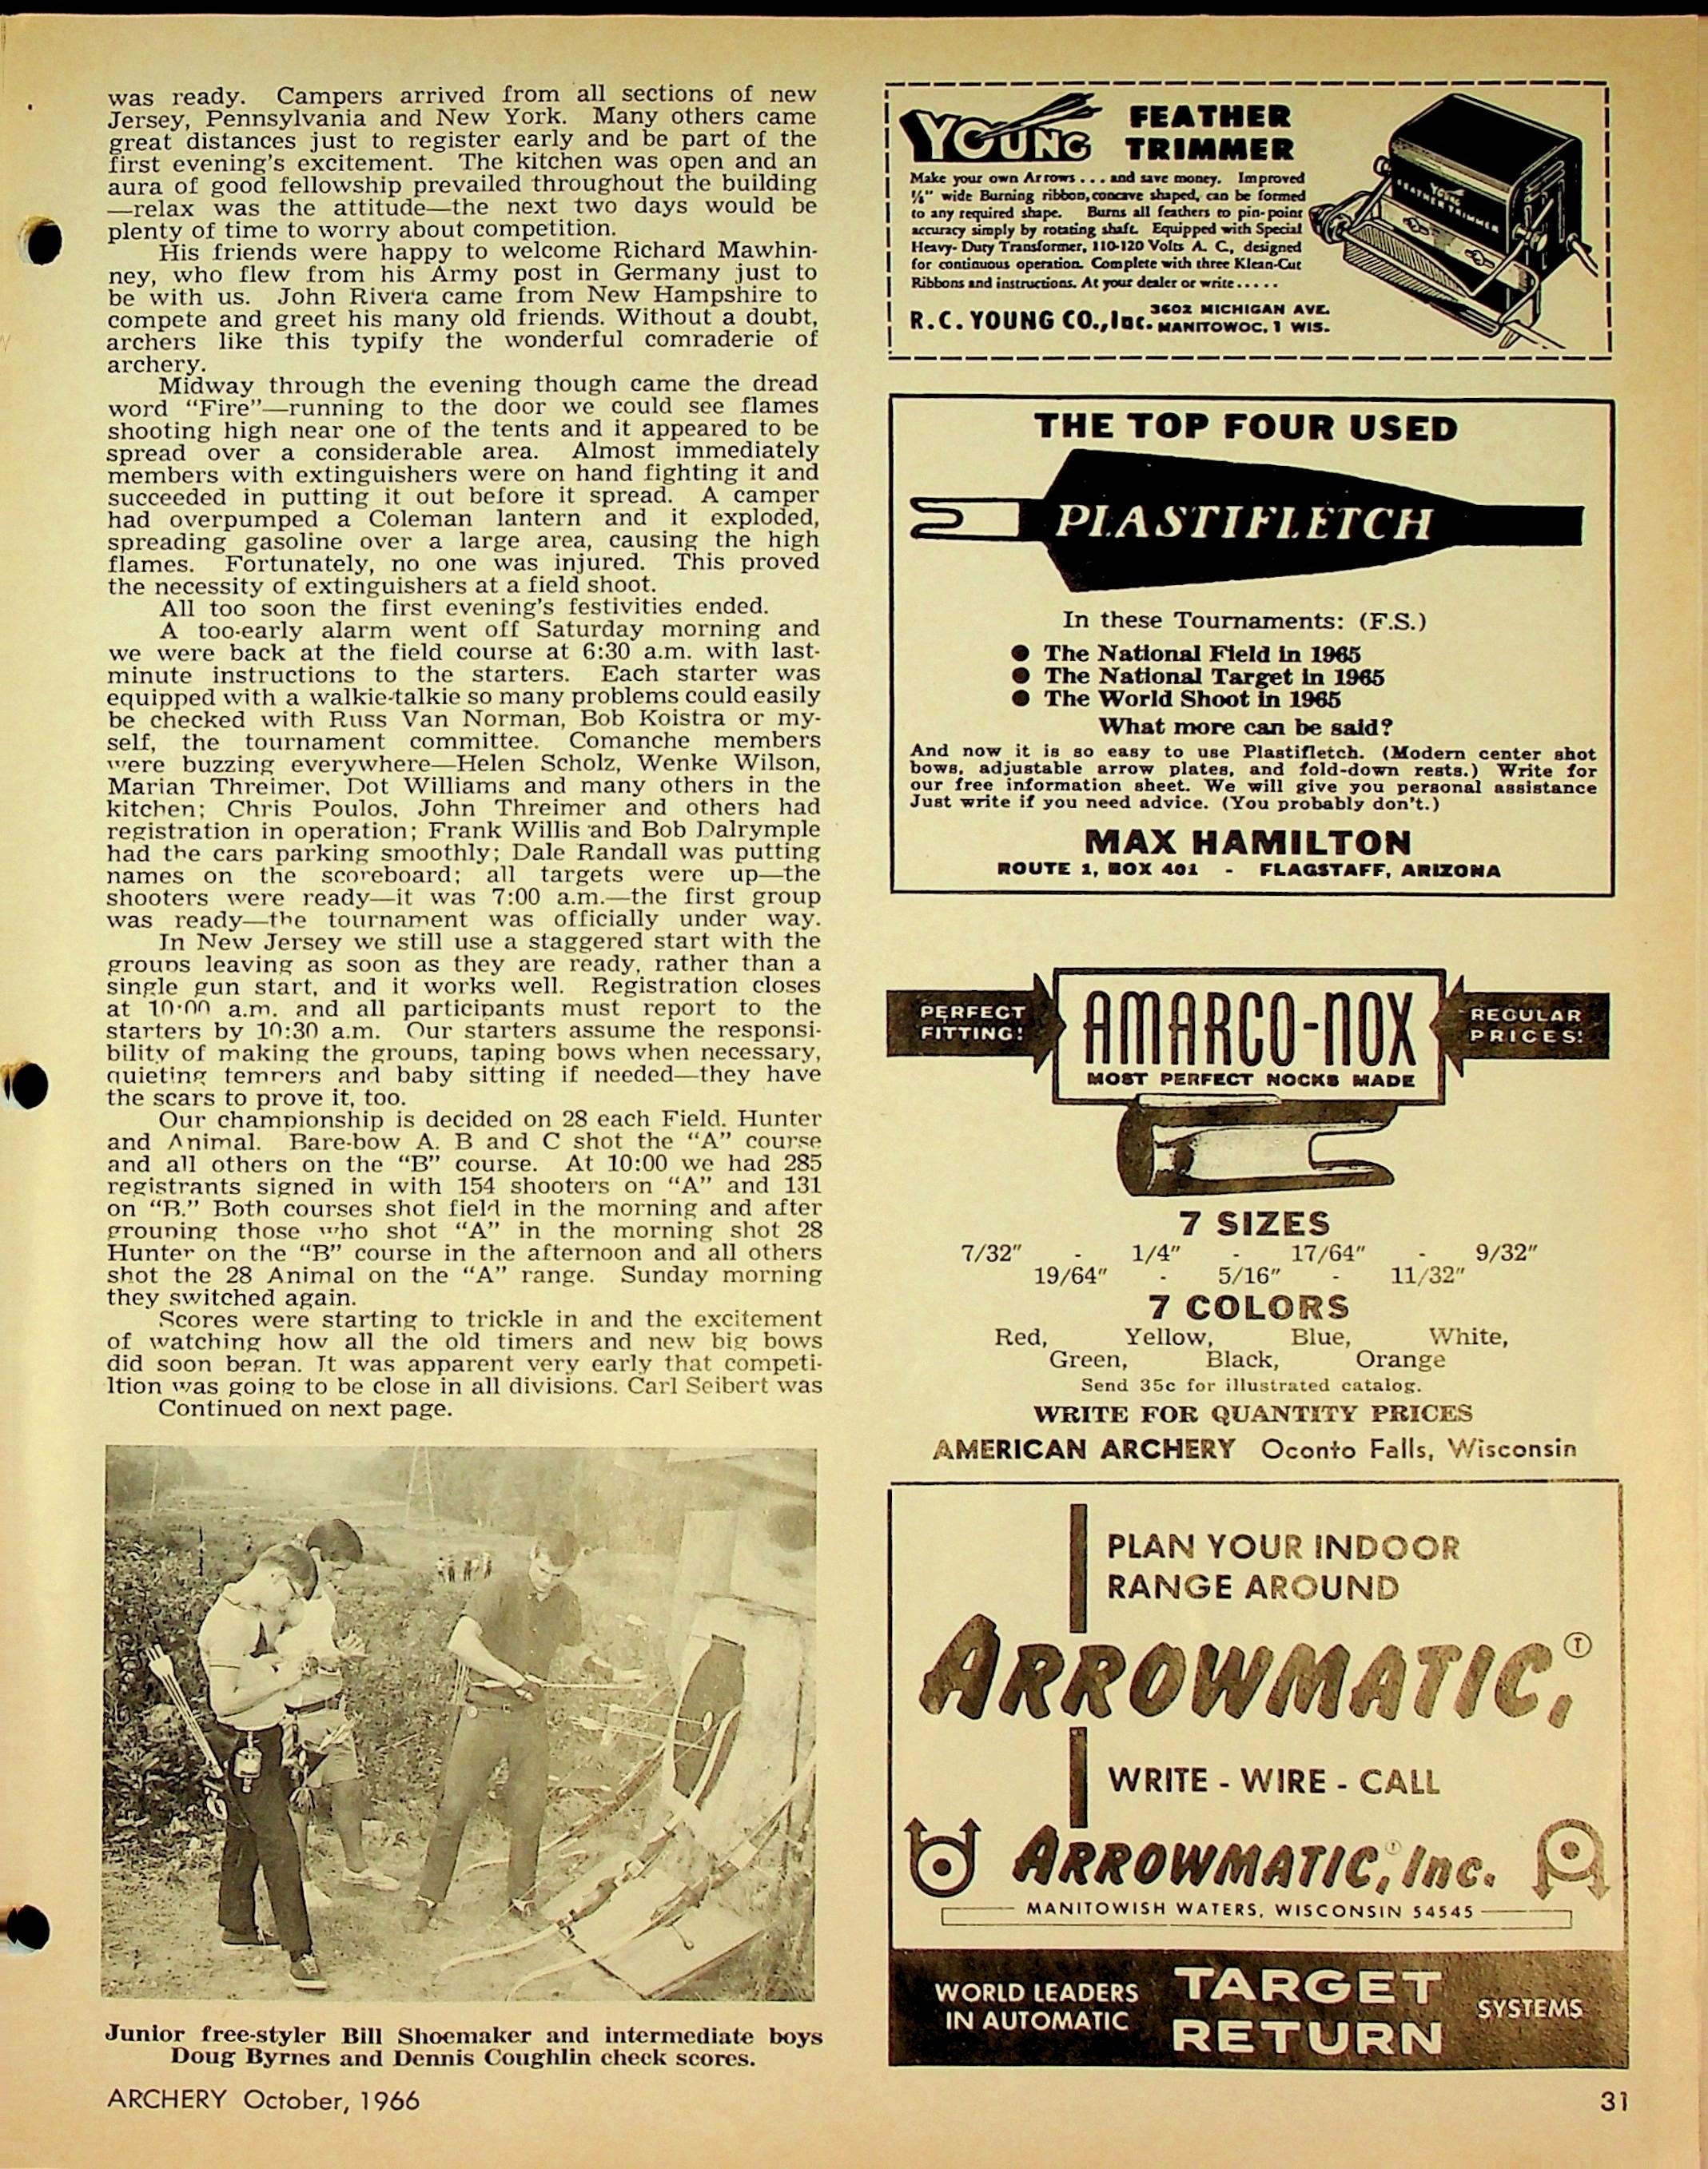 was ready. Campers arrived from all sections of new
Jersey, Pennsylvania and New York. Many others came
great distances just to register early and be part of the
first evening's excitement. The kitchen was open and an
aura of good fellowship prevailed throughout the building
—relax was the attitude—the next two days would be
plenty of time to worry about competition.
His friends were happy to welcome Richard Mawhin-
ney, who flew from his Army post in Germany just to
be with us. John Rivera came from New Hampshire to
compete and greet his many old friends. Without a doubt,
archers like this typify the wonderful comraderie of
archery.
Midway through the evening though came the dread
word "Fire"—running to the door we could see flames
shooting high near one of the tents and it appeared to be
spread over a considerable area. Almost immediately
members with extinguishers were on hand fighting it and
succeeded in putting it out before it spread. A camper
had overpumped a Coleman lantern and it exploded,
spreading gasoline over a large area, causing the high
flames. Fortunately, no one was injured. This proved
the necessity of extinguishers at a field shoot.
All too soon the first evening's festivities ended.
A too-early alarm went off Saturday morning and
we were back at the field course at 6:30 a.m. with last-
minute instructions to the starters. Each starter was
equipped with a walkie-talkie so many problems could easily
be checked with Russ Van Norman, Bob Koistra or my-
self, the tournament committee. Comanche members
were buzzing everywhere—Helen Scholz, Wenke Wilson,
Marian Threimer, Dot Williams and many others in the
kitchen; Chris Poulos, John Threimer and others had
registration in operation; Frank Willis and Bob Dalrymple
had the cars parking smoothly; Dale Randall was putting
names on the scoreboard; all targets were up—the
shooters were ready—it was 7:00 a.m.—the first group
was ready—the tournament was officially under way.
In New Jersey we still use a staggered start with the
groups leaving as soon as they are ready, rather than a
single gun start, and it works well. Registration closes
at 10:00 a.m. and all participants must report to the
starters by 10:30 a.m. Our starters assume the responsi-
bility of making the groups, taping bows when necessary,
quieting tempers and baby sitting if needed—they have
the scars to prove it, too.
Our championship is decided on 28 each Field, Hunter
and Animal. Bare-bow A, B and C shot the "A" course
and all others on the "B" course. At 10:00 we had 285
registrants signed in with 154 shooters on "A" and 131
on "B." Both courses shot field in the morning and after
grouping those who shot "A" in the morning shot 28
Hunter on the "B" course in the afternoon and all others
shot the 28 Animal on the "A" range. Sunday morning
they switched again.
Scores were starting to trickle in and the excitement
of watching how all the old timers and new big bows
did soon began. It was apparent very early that competi-
ltion was going to be close in all divisions. Carl Seibert was
Continued on next page.
Junior free-styler Bill Shoemaker and intermediate boys
Doug Byrnes and Dennis Coughlin check scores.
ARCHERY October, 1966
YOUNG FEATHER
TRIMMER
YOUNG
FEATHER TRIMMER
Make your own Arrows . . . and save money. Improved
⅛" wide Burning ribbon, concave shaped, can be formed
to any required shape. Burns all feathers to pin-point
accuracy simply by rotating shaft. Equipped with Special
Heavy-Duty Transformer, 110-120 Volts A. C., designed
for continuous operation. Complete with three Klean-Cut
Ribbons and instructions. At your dealer or write . . . . .
R.C. YOUNG CO., Inc. 3602 MICHIGAN AVE.
MANITOWOC, 1 WIS.
THE TOP FOUR USED
PLASTIFLETCH
In these Tournaments: (F.S.)
● The National Field in 1965
● The National Target in 1965
● The World Shoot in 1965
What more can be said?
And now it is so easy to use Plastifletch. (Modern center shot
bows, adjustable arrow plates, and fold-down rests.) Write for
our free information sheet. We will give you personal assistance
Just write if you need advice. (You probably don't.)
MAX HAMILTON
ROUTE 1, BOX 401 - FLAGSTAFF, ARIZONA
PERFECT
FITTING!
AMARCO-NOX
MOST PERFECT NOCKS MADE
REGULAR
PRICES!
7 SIZES
7/32" - 1/4" - 17/64" - 9/32"
19/64" - 5/16" - 11/32"
7 COLORS
Red, Yellow, Blue, White,
Green, Black, Orange
Send 35c for illustrated catalog.
WRITE FOR QUANTITY PRICES
AMERICAN ARCHERY Oconto Falls, Wisconsin
PLAN YOUR INDOOR
RANGE AROUND
ARROWMATIC, Ⓣ
WRITE - WIRE - CALL
ARROWMATIC, Inc.
MANITOWISH WATERS, WISCONSIN 54545
WORLD LEADERS
IN AUTOMATIC
TARGET
RETURN
SYSTEMS
31